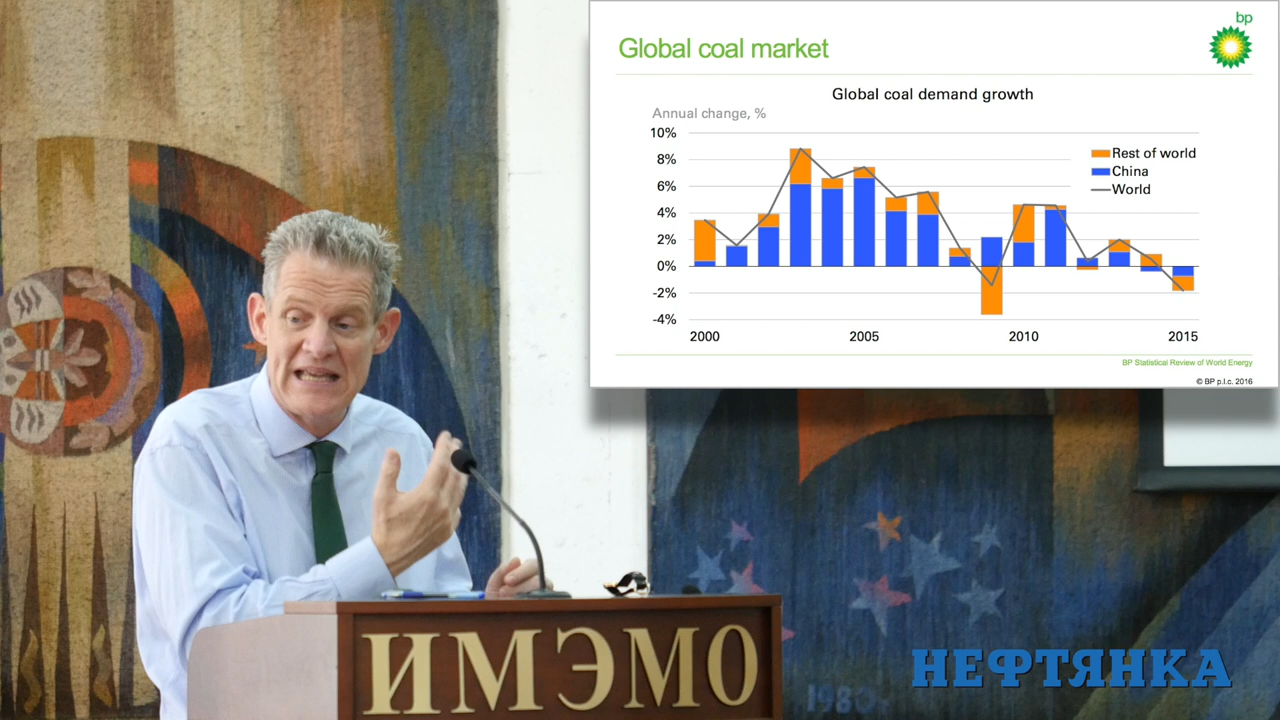 bp
Global coal market
Global coal demand growth
Annual change, %
10%
8%
6%
4%
2%
0%
-2%
-4%
Rest of world
China
World
2000 2005 2010 2015
BP Statistical Review of World Energy
© BP p.l.c. 2016
ИМЭМО
1980
НЕФТЯНКА